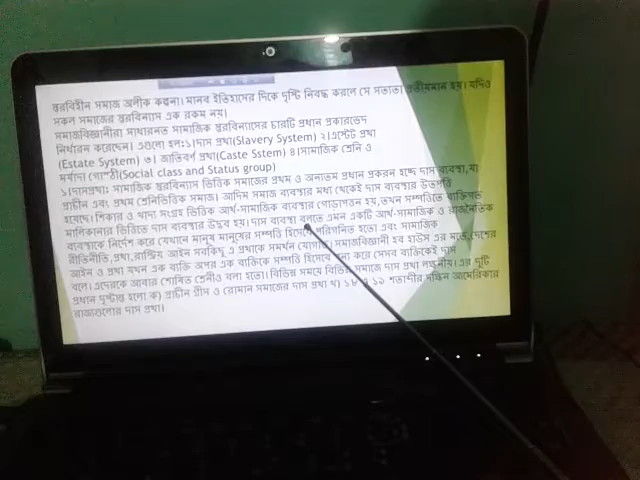 স্তরবিহীন সমাজ অলীক কল্পনা। মানব ইতিহাসের দিকে দৃষ্টি নিবদ্ধ করলে সে সত্যতা প্রতীয়মান হয়। যদিও
সকল সমাজের স্তরবিন্যাস এক রকম নয়।
সমাজবিজ্ঞানীরা সাধারনত সামাজিক স্তরবিন্যাসের চারটি প্রধান প্রকারভেদ
নির্ধারন করেছেন। এগুলো হল:১।দাস প্রথা(Slavery System) ২।এস্টেট প্রথা
(Estate System) ৩। জাতিবর্ণ প্রথা(Caste Sstem) ৪।সামাজিক শ্রেনি ও
মর্যাদা গোষ্ঠী(Social class and Status group)
১।দাসপ্রথা: সামাজিক স্তরবিন্যাস ভিত্তিক সমাজের প্রথম ও অন্যতম প্রধান প্রকরন হচ্ছে দাস ব্যবস্থা,যা
প্রাচীন এবং প্রথম শ্রেনিভিত্তিক সমাজ। আদিম সমাজ ব্যবস্থার মধ্য থেকেই দাস ব্যবস্থার উতপত্তি
হয়েছে। শিকার ও খাদ্য সংগ্রহ ভিত্তিক আর্থ-সামাজিক ব্যবস্থার গোড়াপত্তন হয়,তখন সম্পত্তিতে ব্যক্তিগত
মালিকানার ভিত্তিতে দাস ব্যবস্থার উদ্ভব হয়। দাস ব্যবস্থা বলতে এমন একটি আর্থ-সামাজিক ও রাজনৈতিক
ব্যবস্থাকে নির্দেশ করে যেখানে মানুষ মানুষের সম্পত্তি হিসেবে পরিগনিত হতো এবং সামাজিক
রীতিনীতি,প্রথা,রাষ্ট্রীয় আইন সবকিছু এ প্রথাকে সমর্থন যোগাত। সমাজবিজ্ঞানী হব হাউস এর মতে,দেশের
আইন ও প্রথা যখন এক ব্যক্তি অপর এক ব্যক্তিকে সম্পত্তি হিসেবে গন্য করে সেসব ব্যক্তিকেই দাস
বলে। এদেরকে আবার শোষিত শ্রেনীও বলা হতো। বিভিন্ন সময়ে বিভিন্ন সমাজে দাস প্রথা লক্ষনীয়। এর দুটি
প্রধান দৃষ্টান্ত হলো ক) প্রাচীন গ্রীস ও রোমান সমাজের দাস প্রথা খ) ১৮ ও ১৯ শতাব্দীর দক্ষিন আমেরিকার
রাজ্যগুলোর দাস প্রথা।